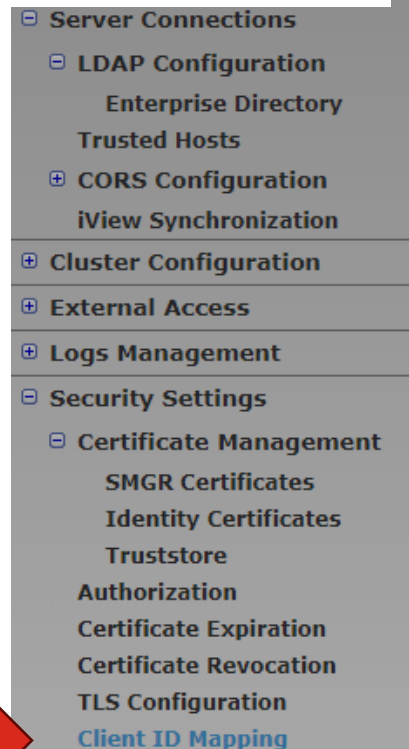 Server Connections
LDAP Configuration
Enterprise Directory
Trusted Hosts
CORS Configuration
iView Synchronization
Cluster Configuration
External Access
Logs Management
Security Settings
Certificate Management
SMGR Certificates
Identity Certificates
Truststore
Authorization
Certificate Expiration
Certificate Revocation
TLS Configuration
Client ID Mapping